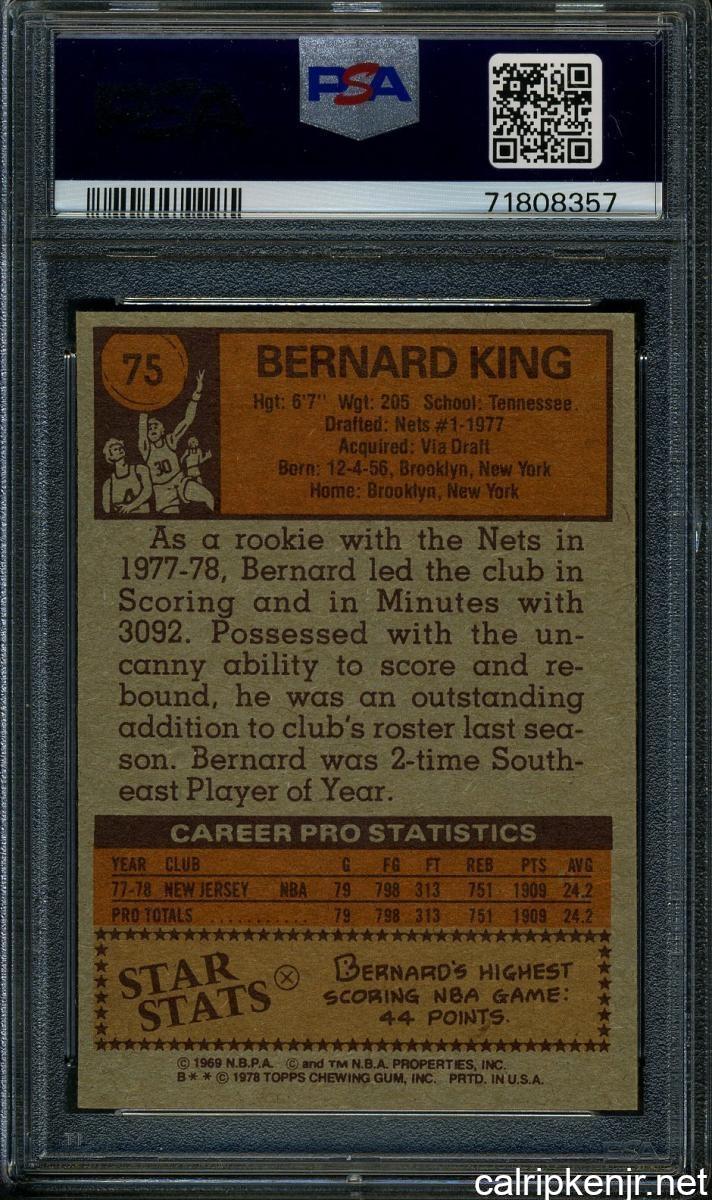 PSA
71808357
75
BERNARD KING
Hgt: 6'7" Wgt: 205 School: Tennessee.
Drafted: Nets #1-1977
Acquired: Via Draft
Born: 12-4-56, Brooklyn, New York
Home: Brooklyn, New York
30
As a rookie with the Nets in
1977-78, Bernard led the club in
Scoring and in Minutes with
3092. Possessed with the un-
canny ability to score and re-
bound, he was an outstanding
addition to club's roster last sea-
son. Bernard was 2-time South-
east Player of Year.
CAREER PRO STATISTICS
YEAR CLUB G FG FT REB PTS AVG
77-78 NEW JERSEY NBA 79 798 313 751 1909 24.2
PRO TOTALS ............ 79 798 313 751 1909 24.2
STAR
STATS
BERNARD'S HIGHEST
SCORING NBA GAME:
44 POINTS.
© 1969 N.B.P.A. © and TM N.B.A. PROPERTIES, INC.
B * * © 1978 TOPPS CHEWING GUM, INC. PRTD. IN U.S.A.
PSA
calripkenjr.net